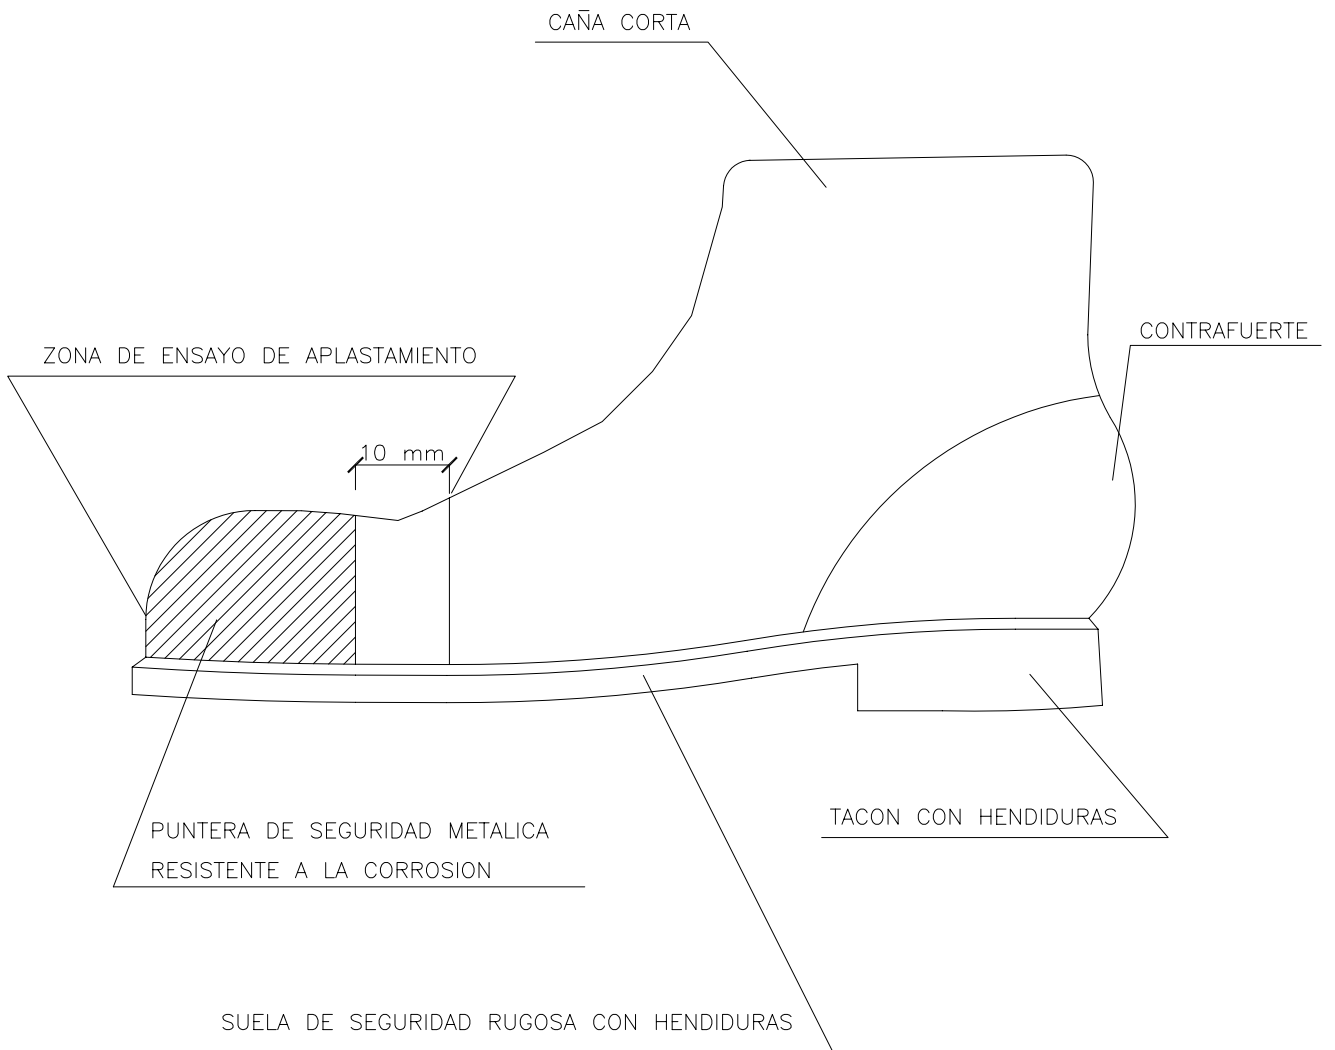 CAÑA CORTA
CONTRAFUERTE
ZONA DE ENSAYO DE APLASTAMIENTO
10 mm
TACON CON HENDIDURAS
PUNTERA DE SEGURIDAD METALICA
RESISTENTE A LA CORROSION
SUELA DE SEGURIDAD RUGOSA CON HENDIDURAS